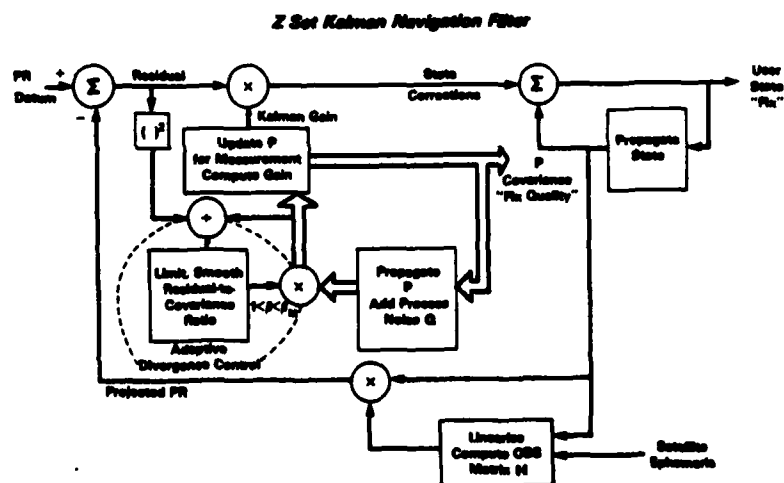 Z Set Kalman Navigation Filter
PR
Datum
+
Σ
−
Residual
×
State
Corrections
Σ
User
State
"Fix"
( )²
Kalman Gain
Update P
for Measurement
Compute Gain
P
Covariance
"Fix Quality"
Propagate
State
÷
Limit, Smooth
Residual-to-
Covariance
Ratio
×
Propagate
P
Add Process
Noise Q
Adaptive
Divergence Control
Projected PR
×
Linearize
Compute OBS
Matrix H
Satellite
Ephemeris